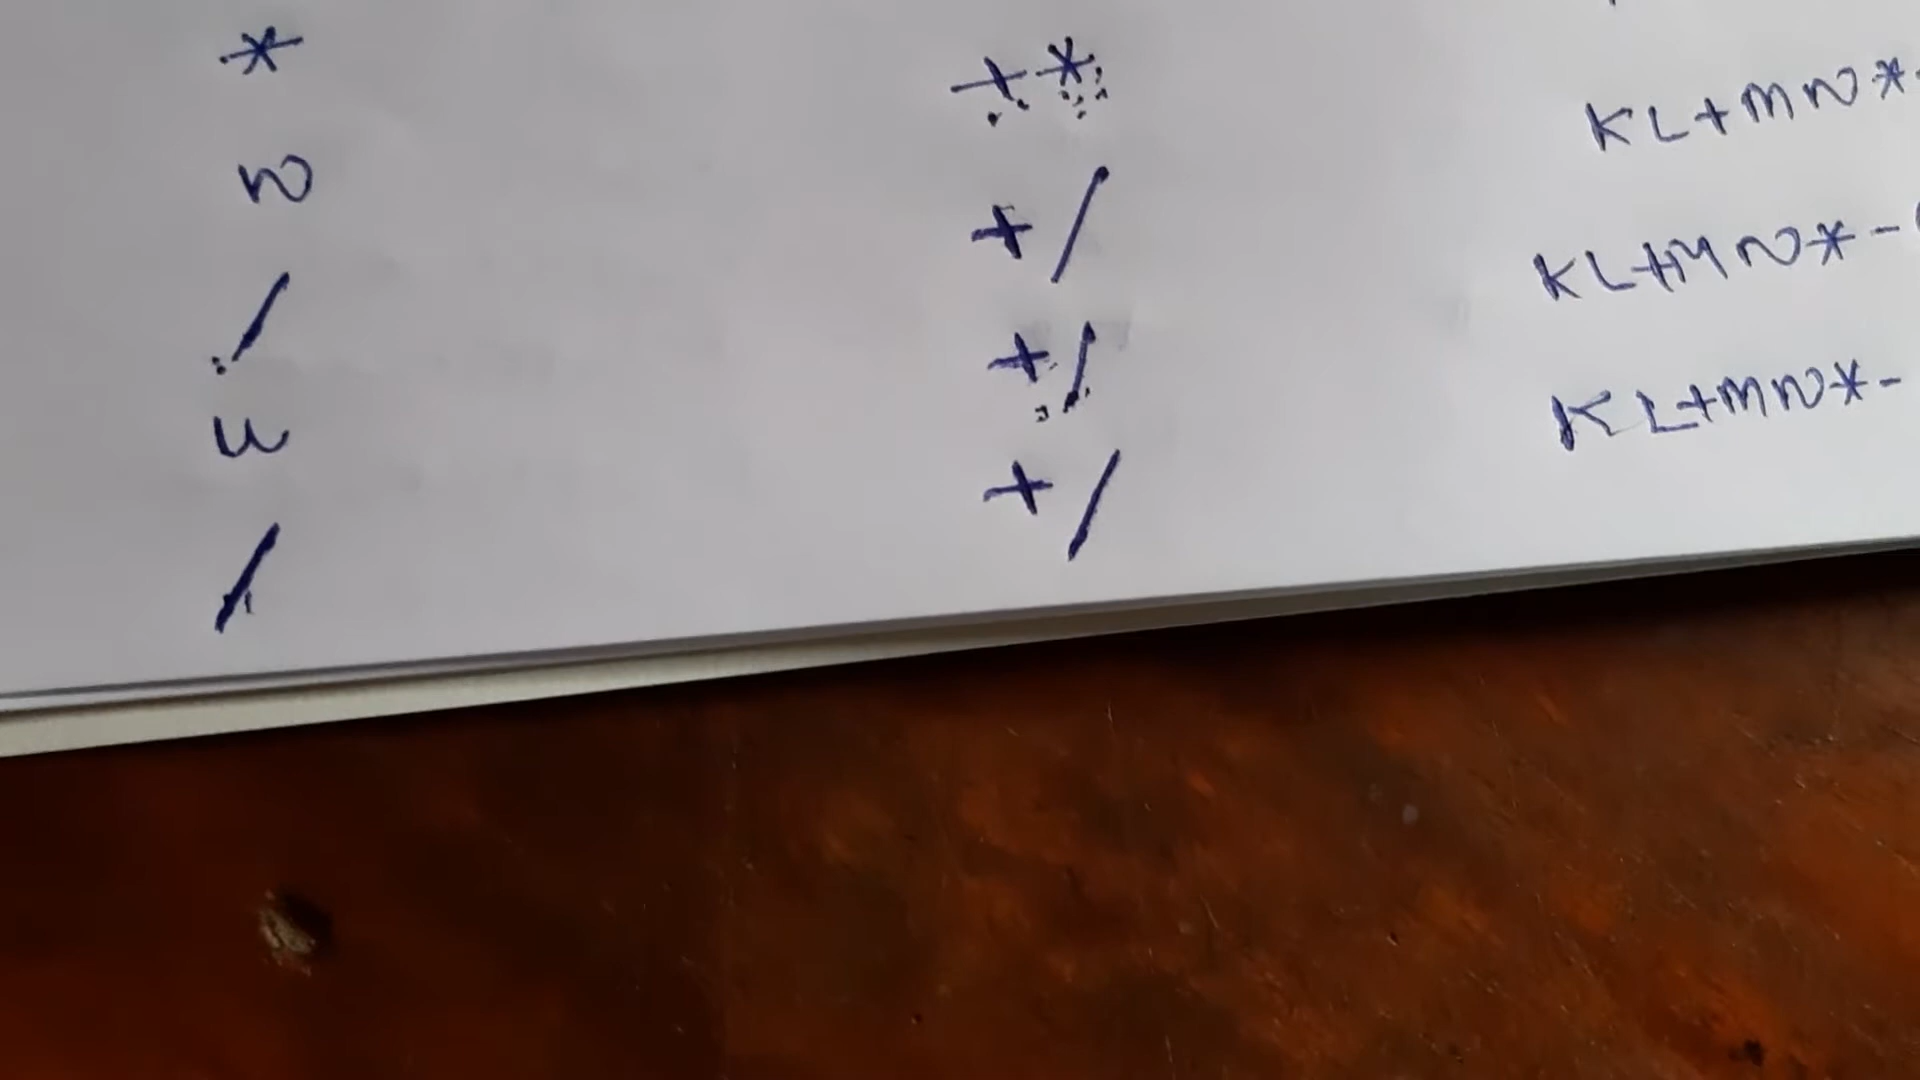 * +* KL+MN*
N +/ KL+MN*-
/ +/ KL+MN*-
U +/
/